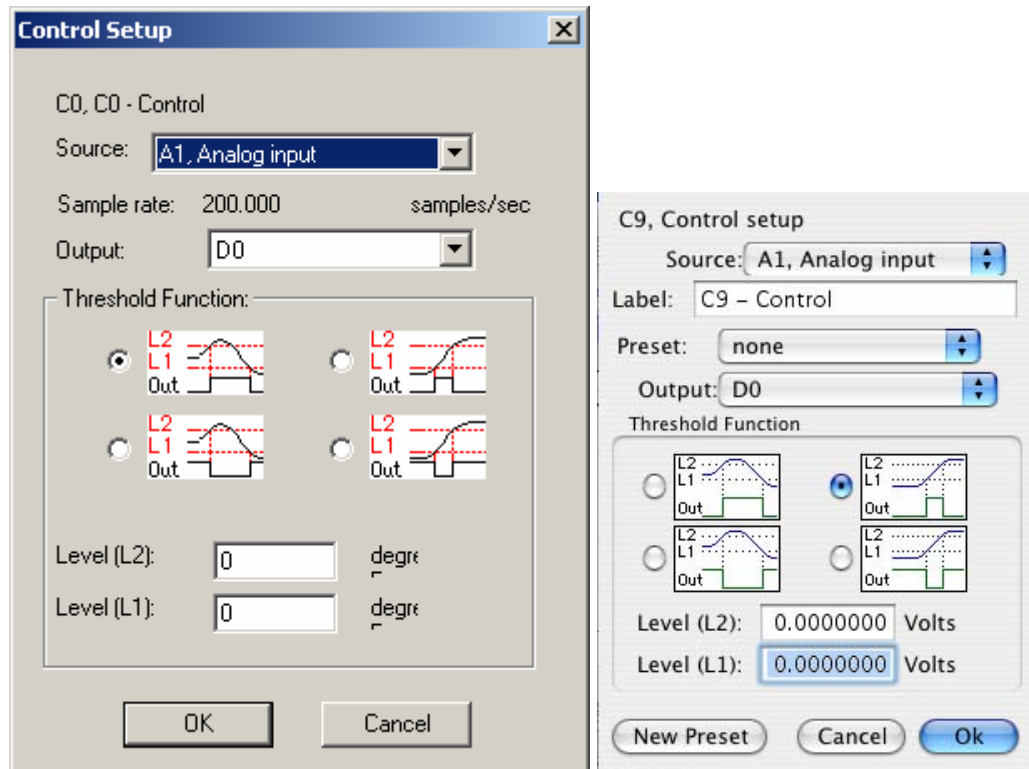 Control Setup
C0, C0 - Control
Source: A1, Analog input
Sample rate: 200.000 samples/sec
Output: D0
Threshold Function:
L2 L2
L1 L1
Out Out
L2 L2
L1 L1
Out Out
Level (L2): 0 degre
Level (L1): 0 degre
OK Cancel
C9, Control setup
Source: A1, Analog input
Label: C9 – Control
Preset: none
Output: D0
Threshold Function
L2 L2
L1 L1
Out Out
L2 L2
L1 L1
Out Out
Level (L2): 0.0000000 Volts
Level (L1): 0.0000000 Volts
New Preset Cancel Ok